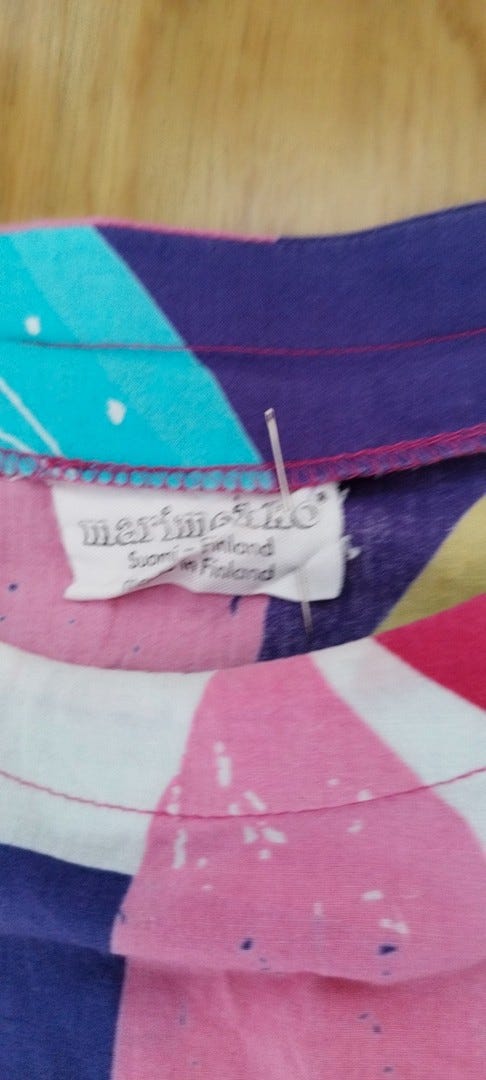 marimekko®
Suomi - Finland
in Finland